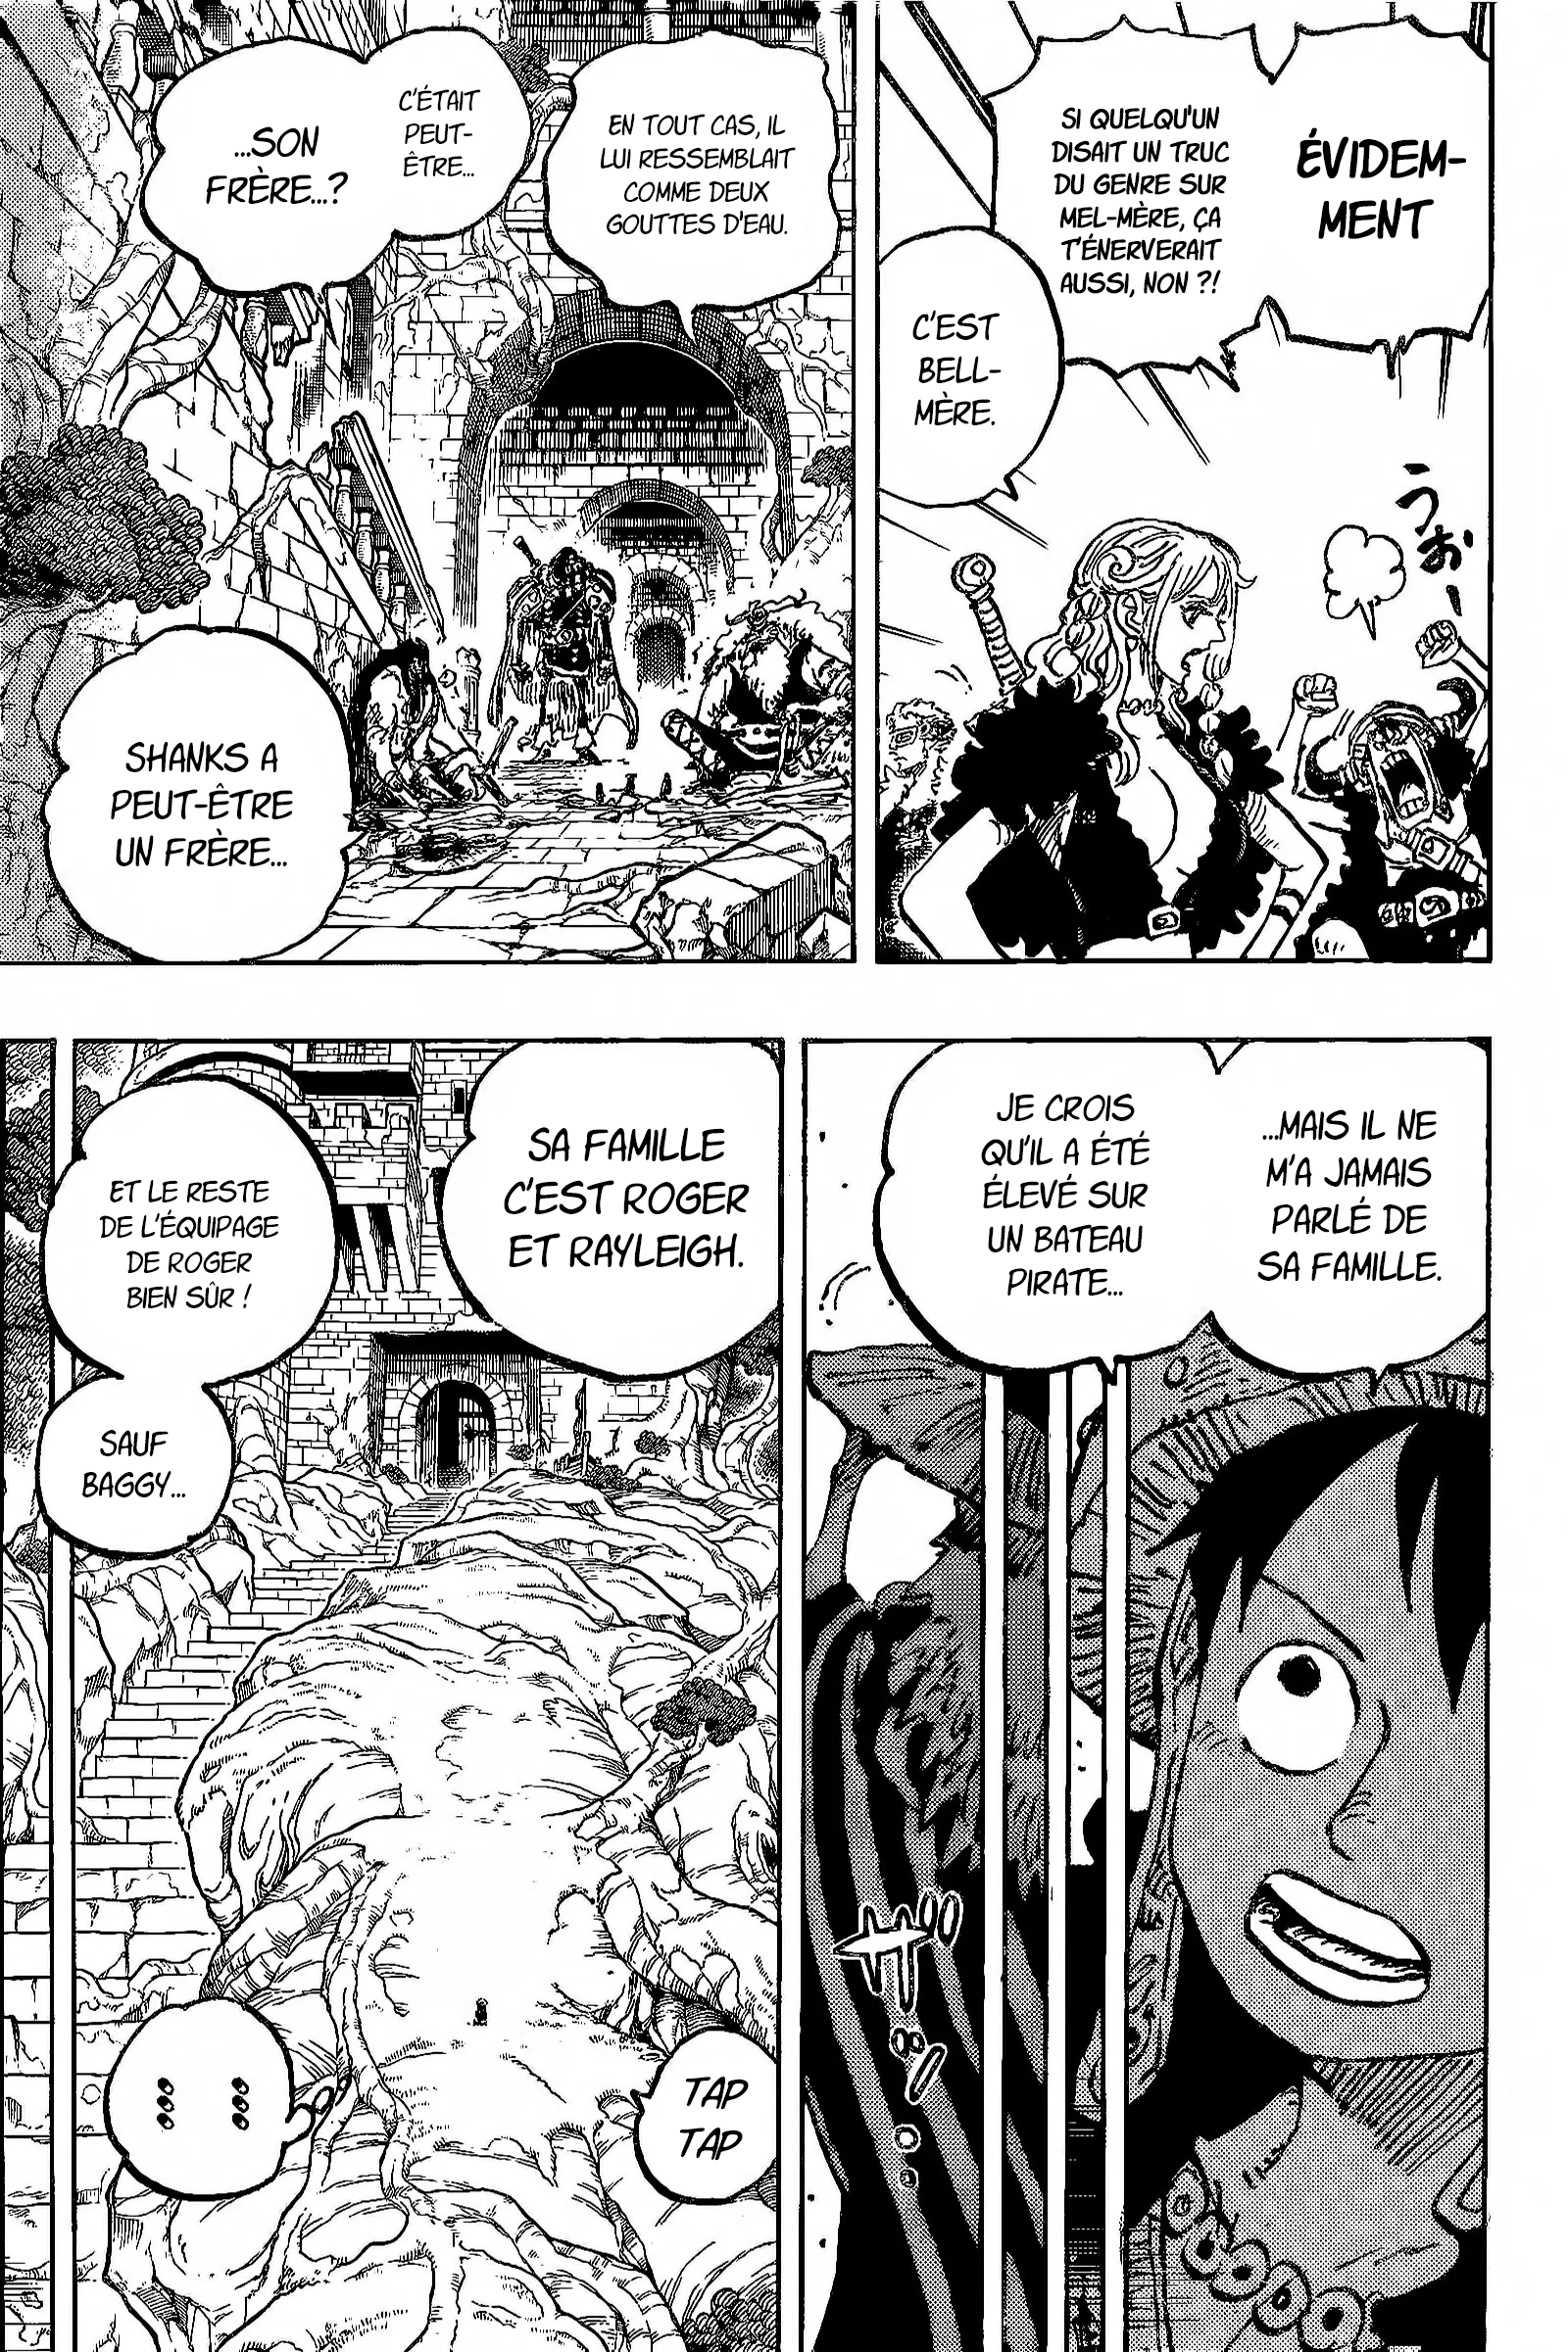 ÉVIDEM-
MENT
SI QUELQU'UN
DISAIT UN TRUC
DU GENRE SUR
MEL-MÈRE, ÇA
T'ÉNERVERAIT
AUSSI, NON ?!
C'EST
BELL-
MÈRE.
うおー
EN TOUT CAS, IL
LUI RESSEMBLAIT
COMME DEUX
GOUTTES D'EAU.
C'ÉTAIT
PEUT-
ÊTRE...
...SON
FRÈRE...?
SHANKS A
PEUT-ÊTRE
UN FRÈRE...
...MAIS IL NE
M'A JAMAIS
PARLÉ DE
SA FAMILLE.
JE CROIS
QU'IL A ÉTÉ
ÉLEVÉ SUR
UN BATEAU
PIRATE...
SA FAMILLE
C'EST ROGER
ET RAYLEIGH.
ET LE RESTE
DE L'ÉQUIPAGE
DE ROGER
BIEN SÛR !
SAUF
BAGGY...
TAP
TAP
... ...
... ...